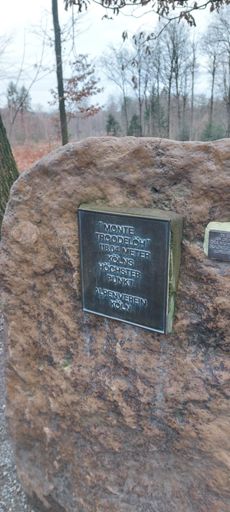 "MONTE
TROODELÖH"
118,04 METER
KÖLNS
HÖCHSTER
PUNKT
ALPENVEREIN
KÖLN